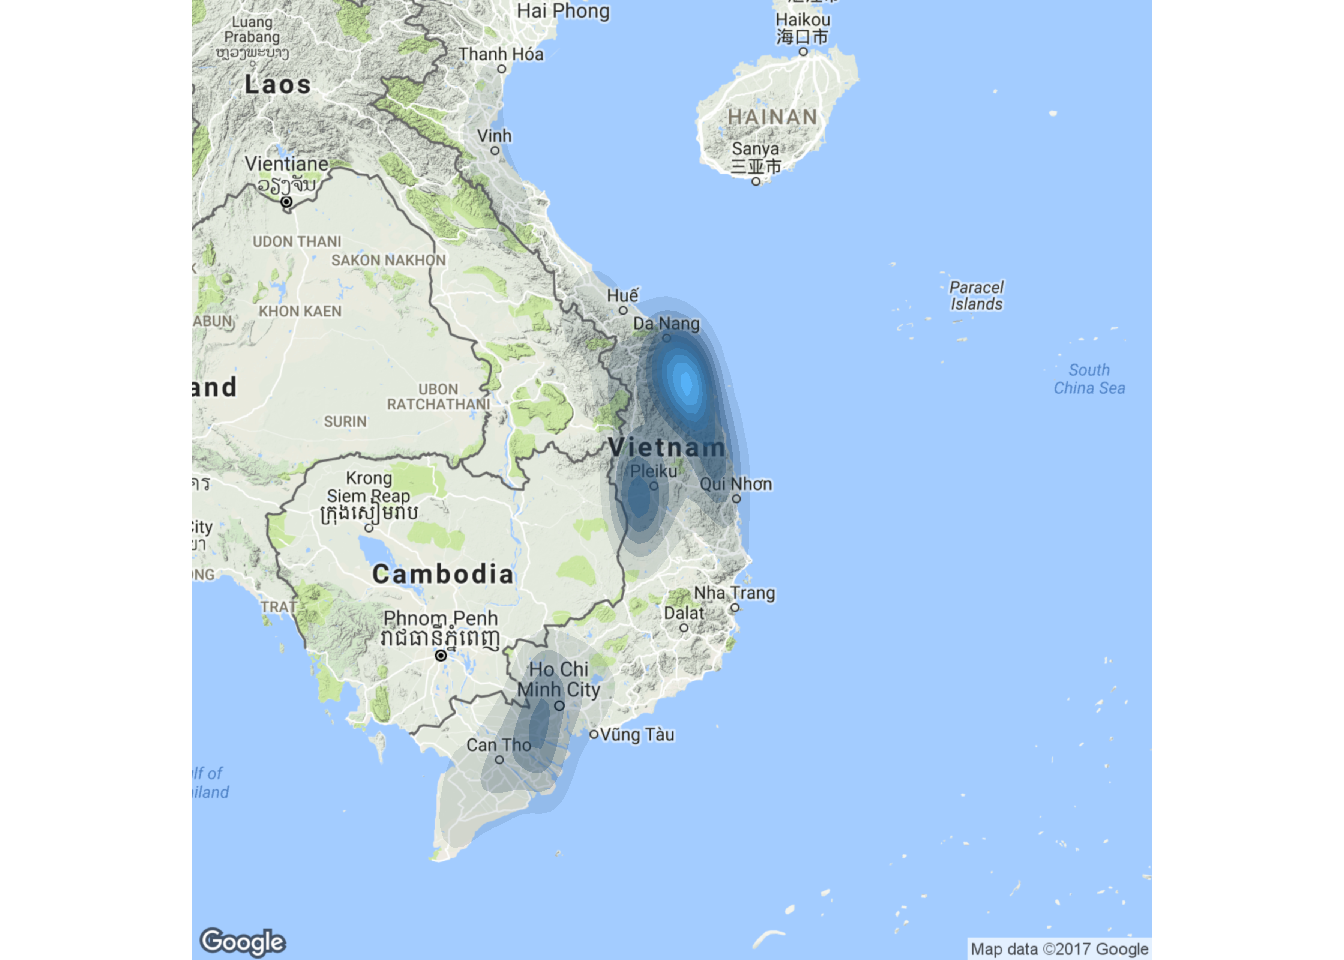 Hai Phong
Luang
Prabang
ຫຼວງພະບາງ
Haikou
海口市
Thanh Hóa
Laos
HAINAN
Vinh
Sanya
三亚市
Vientiane
ວຽງຈັນ
UDON THANI
SAKON NAKHON
Paracel
Islands
Huế
KHON KAEN
ABUN
Da Nang
South
China Sea
and
UBON
RATCHATHANI
SURIN
Vietnam
Pleiku
Krong
Siem Reap
ក្រុងសៀមរាប
Qui Nhơn
City
Cambodia
ONG
Nha Trang
TRAT
Dalat
Phnom Penh
រាជធានីភ្នំពេញ
Ho Chi
Minh City
Vũng Tàu
Can Tho
lf of
iland
Google
Map data ©2017 Google